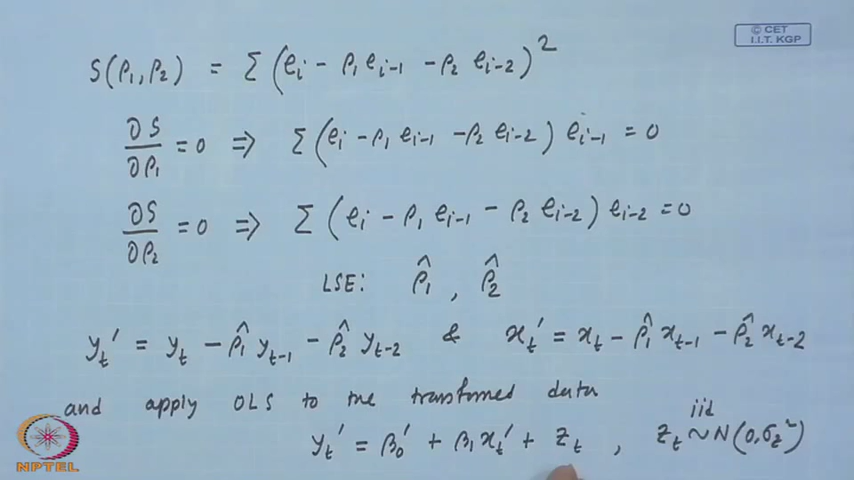 © CET
I.I.T. KGP
S(ρ₁, ρ₂) = Σ (eᵢ − ρ₁ eᵢ₋₁ − ρ₂ eᵢ₋₂)²
∂S/∂ρ₁ = 0 ⇒ Σ (eᵢ − ρ₁ eᵢ₋₁ − ρ₂ eᵢ₋₂) eᵢ₋₁ = 0
∂S/∂ρ₂ = 0 ⇒ Σ (eᵢ − ρ₁ eᵢ₋₁ − ρ₂ eᵢ₋₂) eᵢ₋₂ = 0
LSE: ρ̂₁ , ρ̂₂
yₜ′ = yₜ − ρ̂₁ yₜ₋₁ − ρ̂₂ yₜ₋₂ & xₜ′ = xₜ − ρ̂₁ xₜ₋₁ − ρ̂₂ xₜ₋₂
and apply OLS to the transformed data
yₜ′ = β₀′ + β₁ xₜ′ + Zₜ , Zₜ iid ~ N(0, σ_z²)
NPTEL